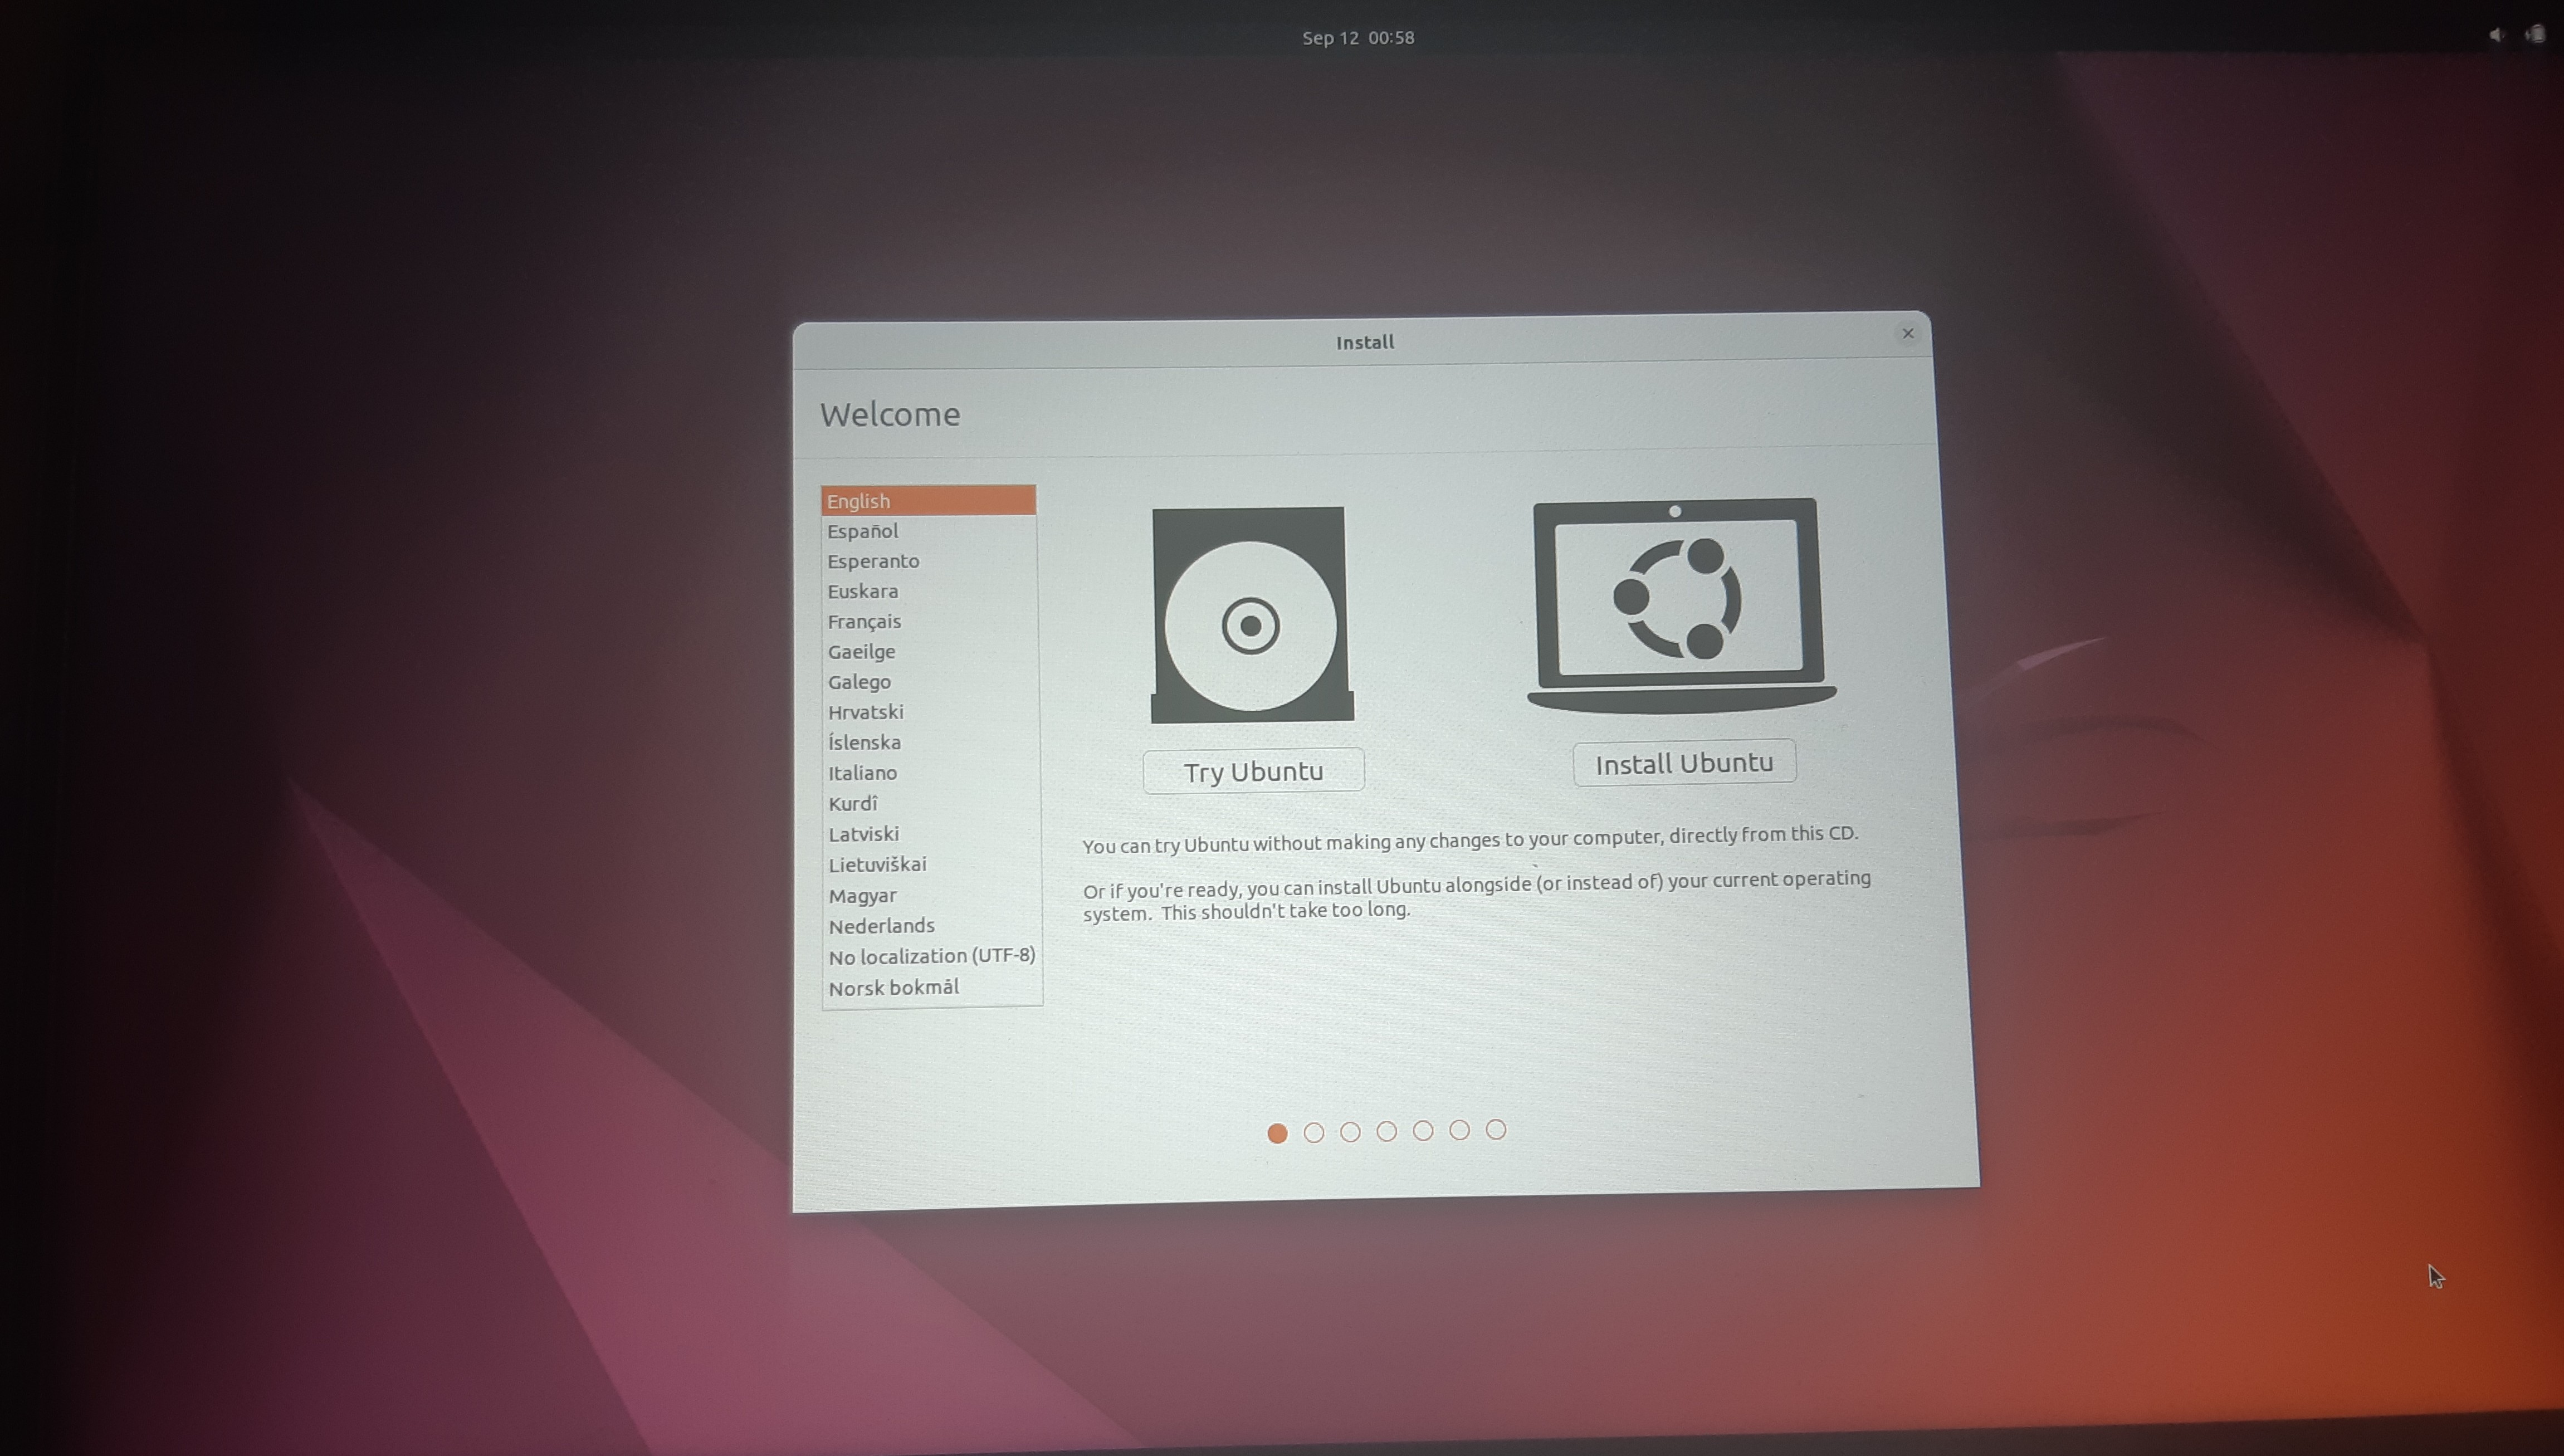 Sep 12 00:58
Install
Welcome
English
Español
Esperanto
Euskara
Français
Gaeilge
Galego
Hrvatski
Íslenska
Italiano
Kurdî
Latviski
Lietuviškai
Magyar
Nederlands
No localization (UTF-8)
Norsk bokmål
Try Ubuntu
Install Ubuntu
You can try Ubuntu without making any changes to your computer, directly from this CD.
Or if you're ready, you can install Ubuntu alongside (or instead of) your current operating
system. This shouldn't take too long.